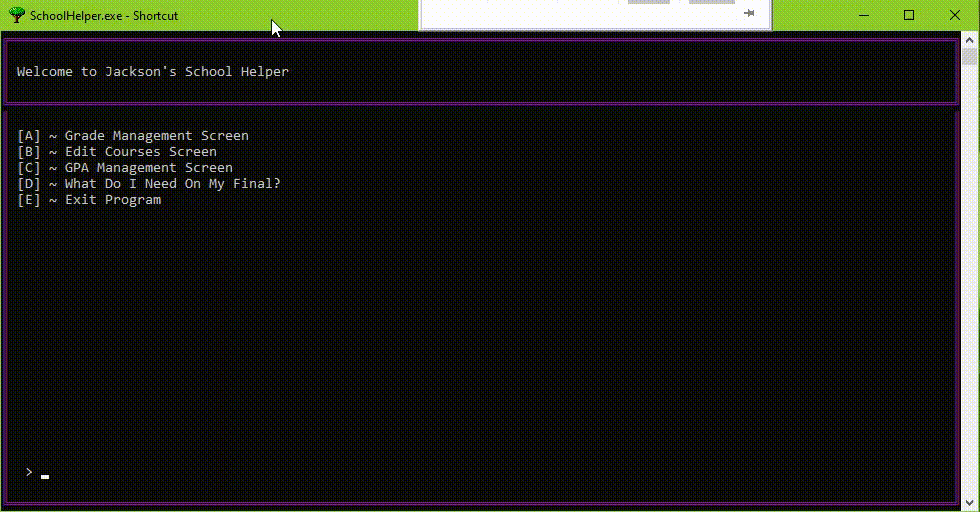 SchoolHelper.exe - Shortcut
Welcome to Jackson's School Helper
[A] ~ Grade Management Screen
[B] ~ Edit Courses Screen
[C] ~ GPA Management Screen
[D] ~ What Do I Need On My Final?
[E] ~ Exit Program
>